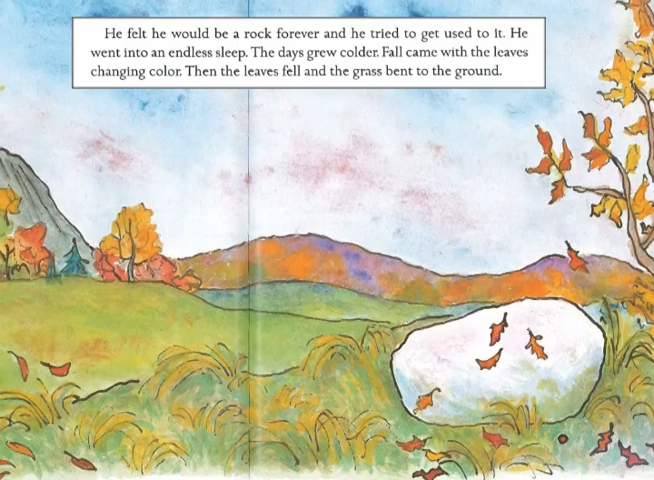 He felt he would be a rock forever and he tried to get used to it. He
went into an endless sleep. The days grew colder. Fall came with the leaves
changing color. Then the leaves fell and the grass bent to the ground.